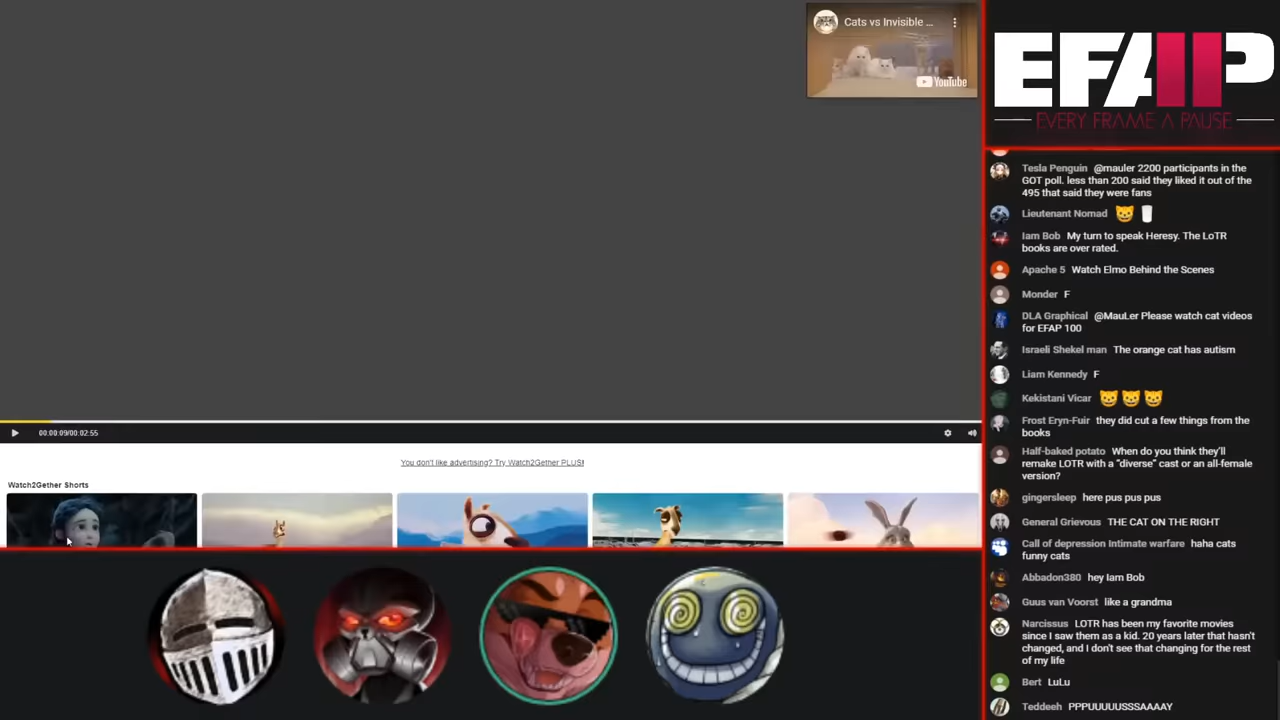 Cats vs Invisible ...
YouTube
EFAP
EVERY FRAME A PAUSE
Tesla Penguin @mauler 2200 participants in the
GOT poll. less than 200 said they liked it out of the
495 that said they were fans
Lieutenant Nomad 😺 🥛
Iam Bob My turn to speak Heresy. The LoTR
books are over rated.
Apache 5 Watch Elmo Behind the Scenes
Monder F
DLA Graphical @MauLer Please watch cat videos
for EFAP 100
Israeli Shekel man The orange cat has autism
Liam Kennedy F
Kekistani Vicar 😺 😺 😺
Frost Eryn-Fuir they did cut a few things from the
books
Half-baked potato When do you think they'll
remake LOTR with a "diverse" cast or an all-female
version?
gingersleep here pus pus pus
General Grievous THE CAT ON THE RIGHT
Call of depression Intimate warfare haha cats
funny cats
Abbadon380 hey Iam Bob
Guus van Voorst like a grandma
Narcissus LOTR has been my favorite movies
since I saw them as a kid. 20 years later that hasn't
changed, and I don't see that changing for the rest
of my life
Bert LuLu
Teddeeh PPPUUUUUSSSAAAAY
00:00:09/00:02:55
You don't like advertising? Try Watch2Gether PLUS!
Watch2Gether Shorts